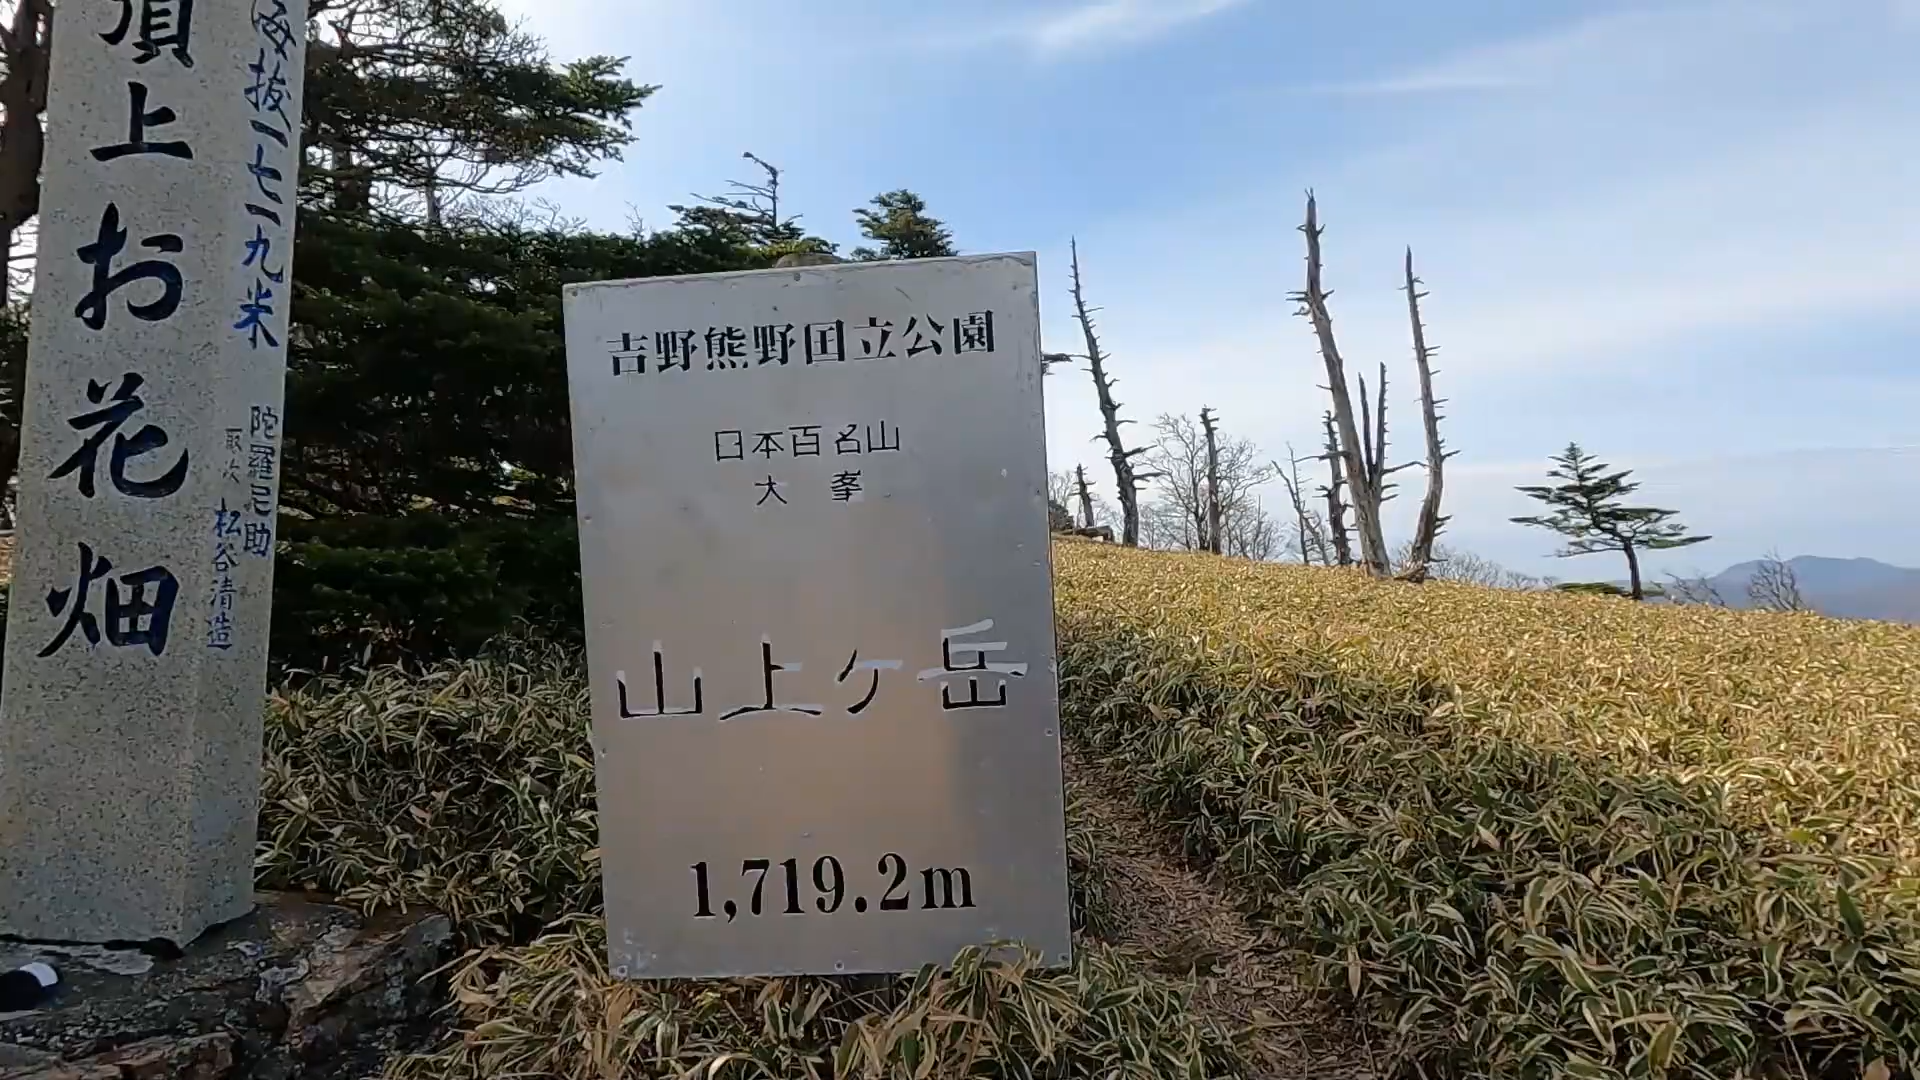 頂上お花畑
海抜一七一九米
陀羅尼助
取次 松谷清造
吉野熊野国立公園
日本百名山
大 峯
山上ヶ岳
1,719.2m